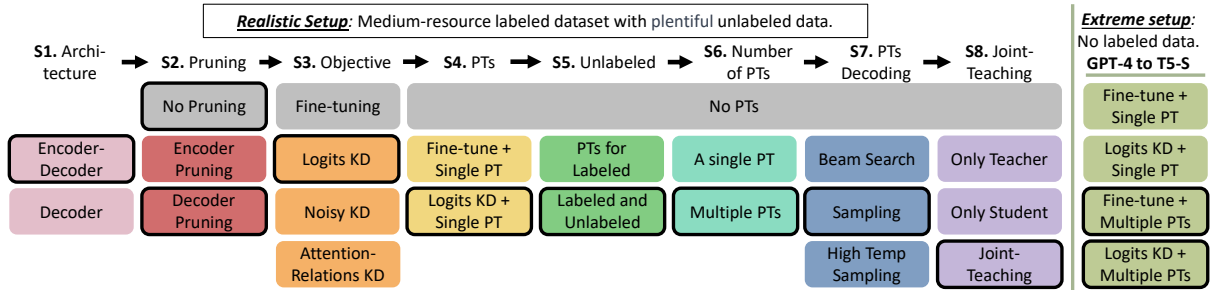 Realistic Setup: Medium-resource labeled dataset with plentiful unlabeled data.
Extreme setup:
No labeled data.
GPT-4 to T5-S
S1. Archi-
tecture
S2. Pruning
S3. Objective
S4. PTs
S5. Unlabeled
S6. Number
of PTs
S7. PTs
Decoding
S8. Joint-
Teaching
No Pruning
Fine-tuning
No PTs
Fine-tune +
Single PT
Encoder-
Decoder
Encoder
Pruning
Logits KD
Fine-tune +
Single PT
PTs for
Labeled
A single PT
Beam Search
Only Teacher
Logits KD +
Single PT
Decoder
Decoder
Pruning
Noisy KD
Logits KD +
Single PT
Labeled and
Unlabeled
Multiple PTs
Sampling
Only Student
Fine-tune +
Multiple PTs
Attention-
Relations KD
High Temp
Sampling
Joint-
Teaching
Logits KD +
Multiple PTs